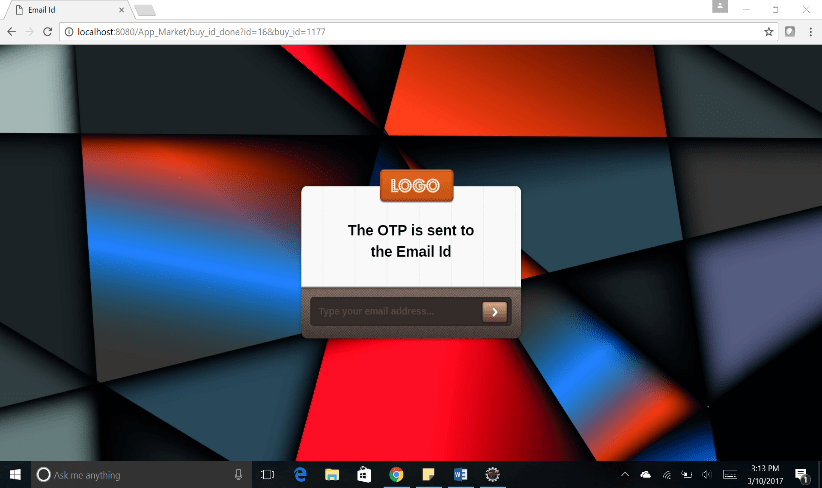 Email Id
localhost:8080/App_Market/buy_id_done?id=16&buy_id=1177
LOGO
The OTP is sent to
the Email Id
Type your email address...
Ask me anything
3:13 PM
3/10/2017
1